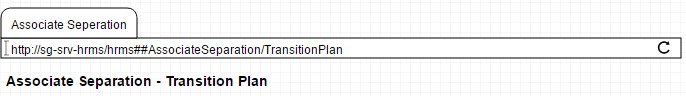 Associate Seperation
http://sg-srv-hrms/hrms##AssociateSeparation/TransitionPlan
Associate Separation - Transition Plan